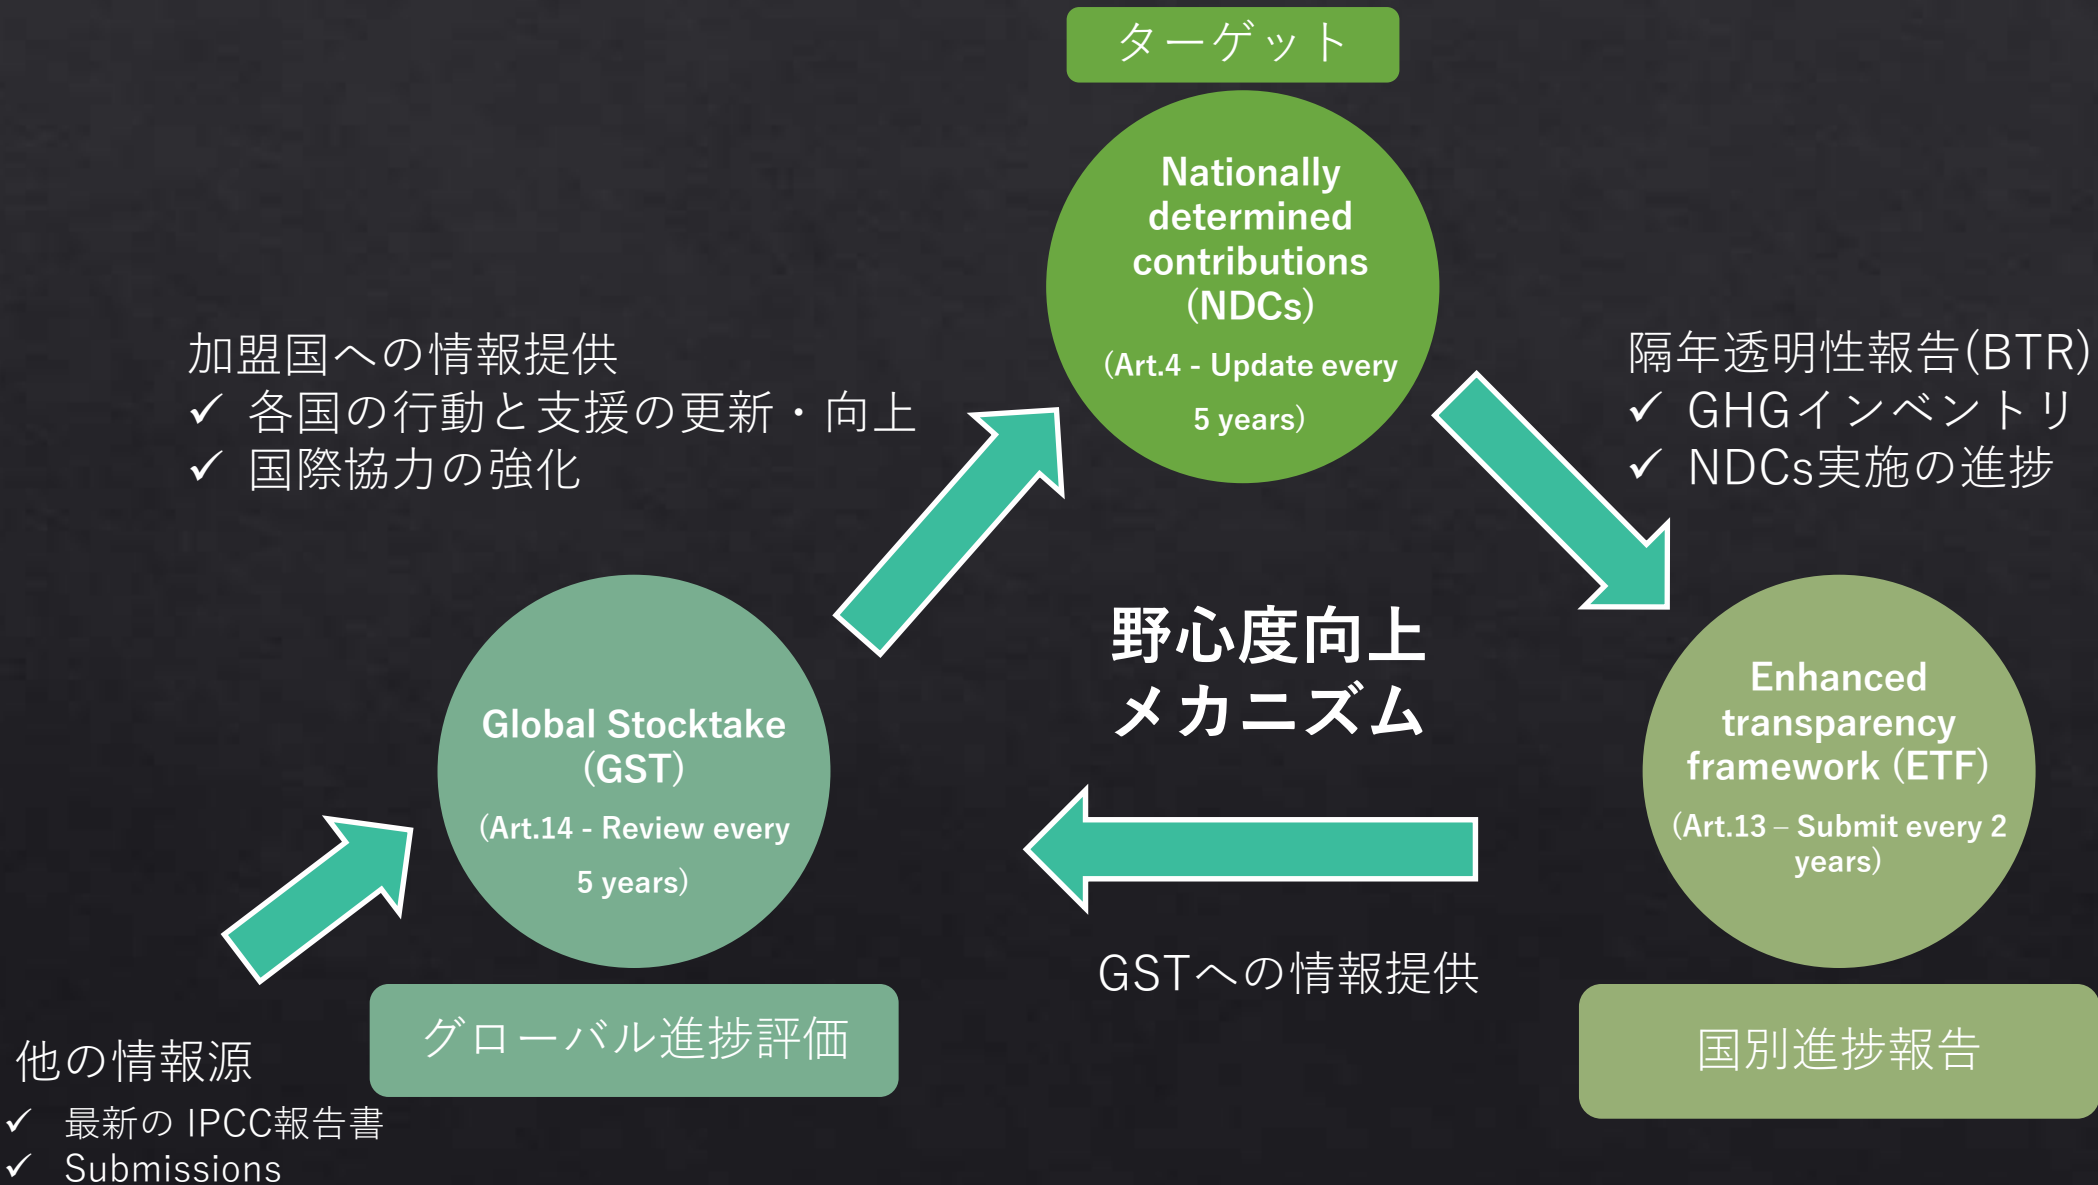 ターゲット
Nationally
determined
contributions
(NDCs)
(Art.4 - Update every
5 years)
加盟国への情報提供
✓ 各国の行動と支援の更新・向上
✓ 国際協力の強化
隔年透明性報告(BTR)
✓ GHGインベントリ
✓ NDCs実施の進捗
野心度向上
メカニズム
Global Stocktake
(GST)
(Art.14 - Review every
5 years)
Enhanced
transparency
framework (ETF)
(Art.13 – Submit every 2
years)
GSTへの情報提供
グローバル進捗評価
国別進捗報告
他の情報源
✓ 最新の IPCC報告書
✓ Submissions